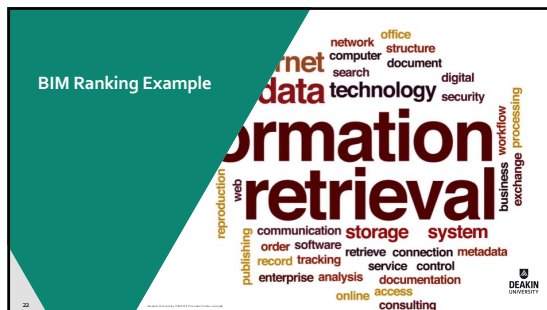 BIM Ranking Example
office
network
structure
rnet
computer
document
search
digital
data
technology
security
ormation
retrieval
workflow
processing
business
exchange
reproduction
web
publishing
communication
storage
system
order
software
retrieve
connection
metadata
record
tracking
service
control
enterprise
analysis
documentation
online
access
consulting
DEAKIN
UNIVERSITY
22